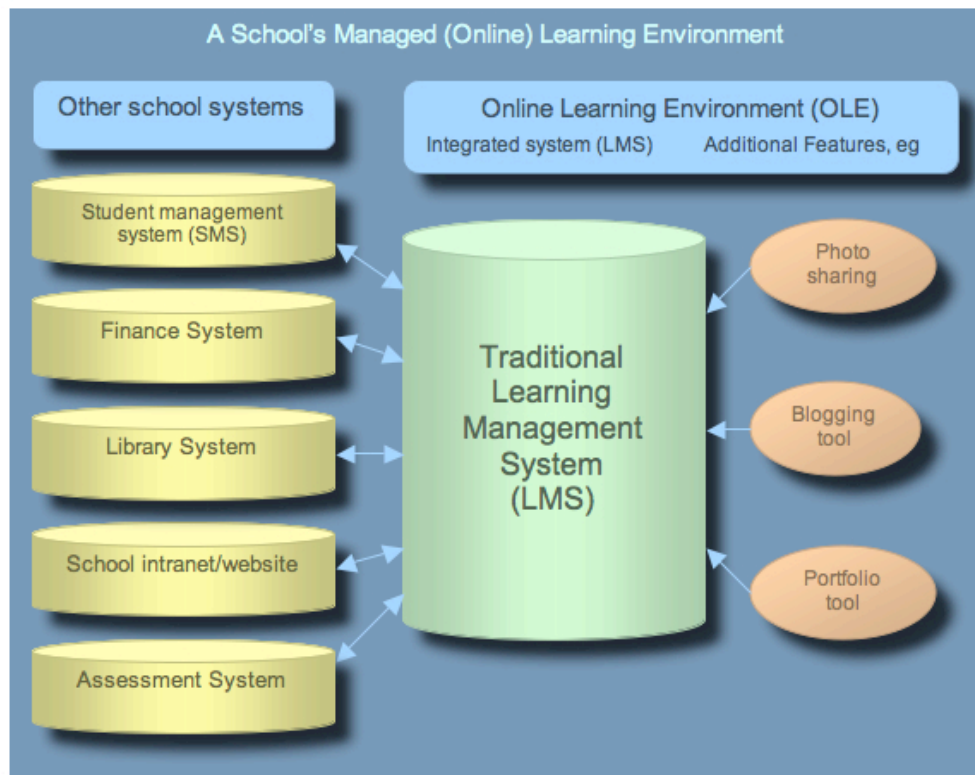 A School's Managed (Online) Learning Environment
Other school systems
Online Learning Environment (OLE)
Integrated system (LMS)
Additional Features, eg
Student management
system (SMS)
Finance System
Library System
School intranet/website
Assessment System
Traditional
Learning
Management
System
(LMS)
Photo
sharing
Blogging
tool
Portfolio
tool